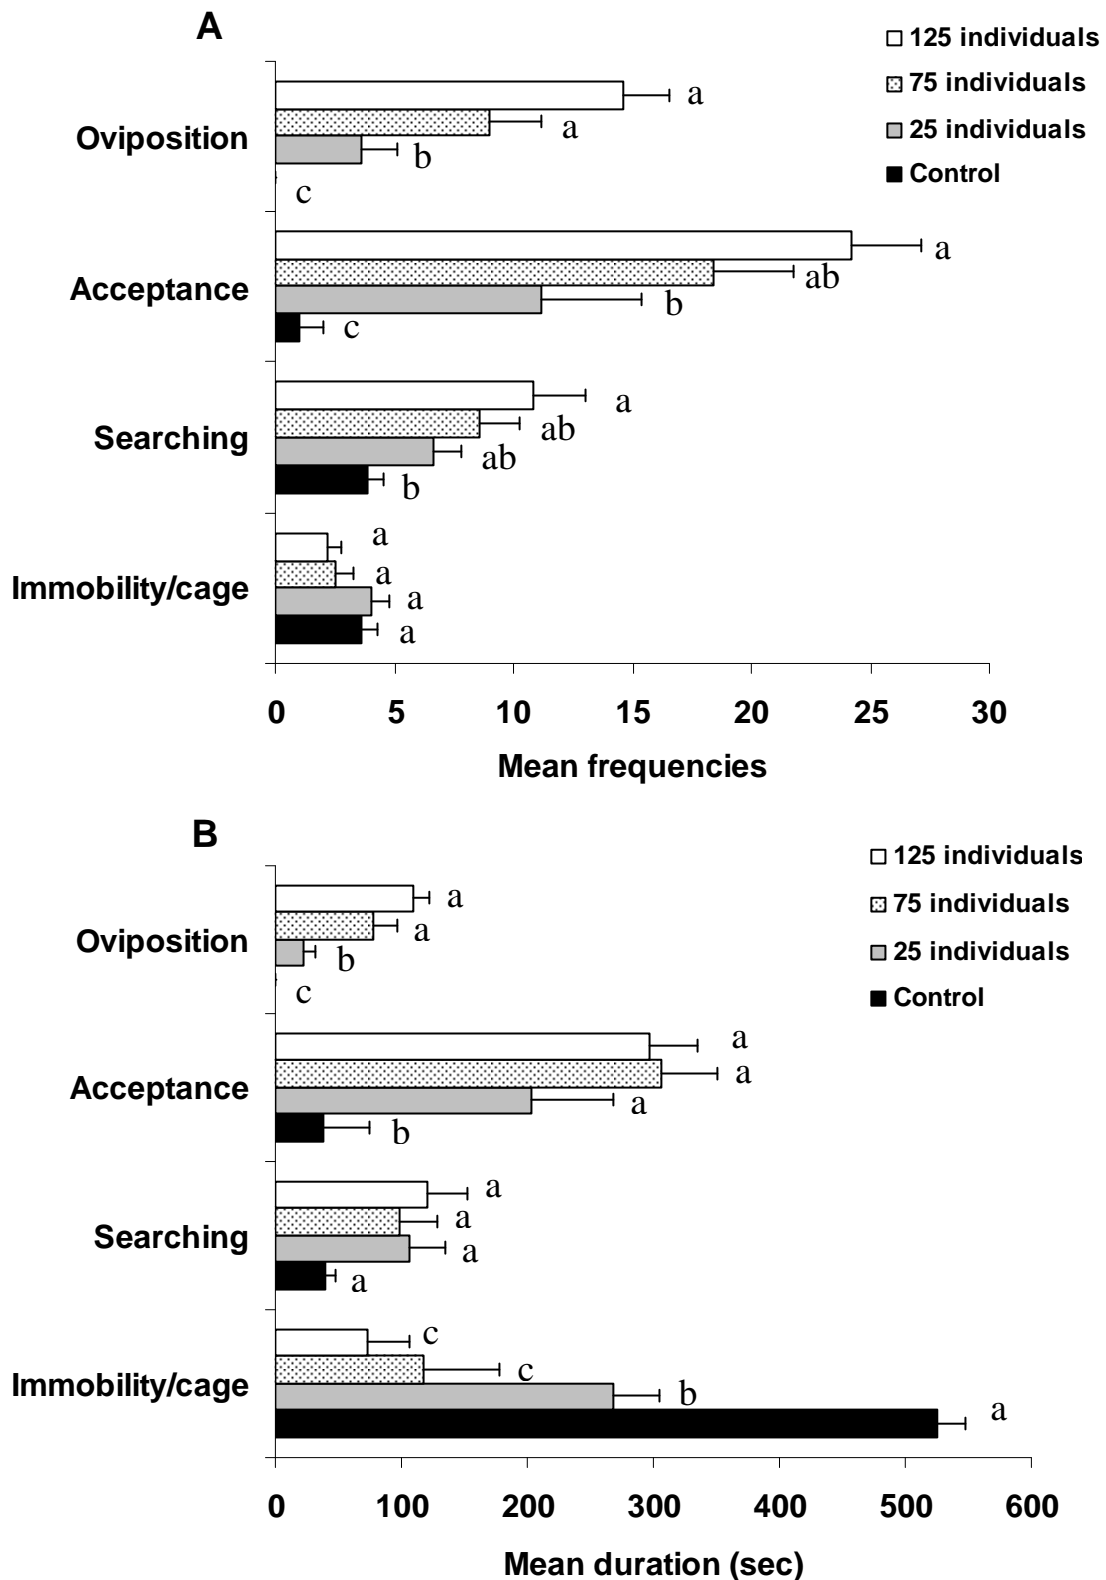 A
125 individuals
75 individuals
25 individuals
Control
Oviposition
a
a
b
c
Acceptance
a
ab
b
c
Searching
a
ab
ab
b
Immobility/cage
a
a
a
a
0 5 10 15 20 25 30
Mean frequencies
B
125 individuals
75 individuals
25 individuals
Control
Oviposition
a
a
b
c
Acceptance
a
a
a
b
Searching
a
a
a
a
Immobility/cage
c
c
b
a
0 100 200 300 400 500 600
Mean duration (sec)